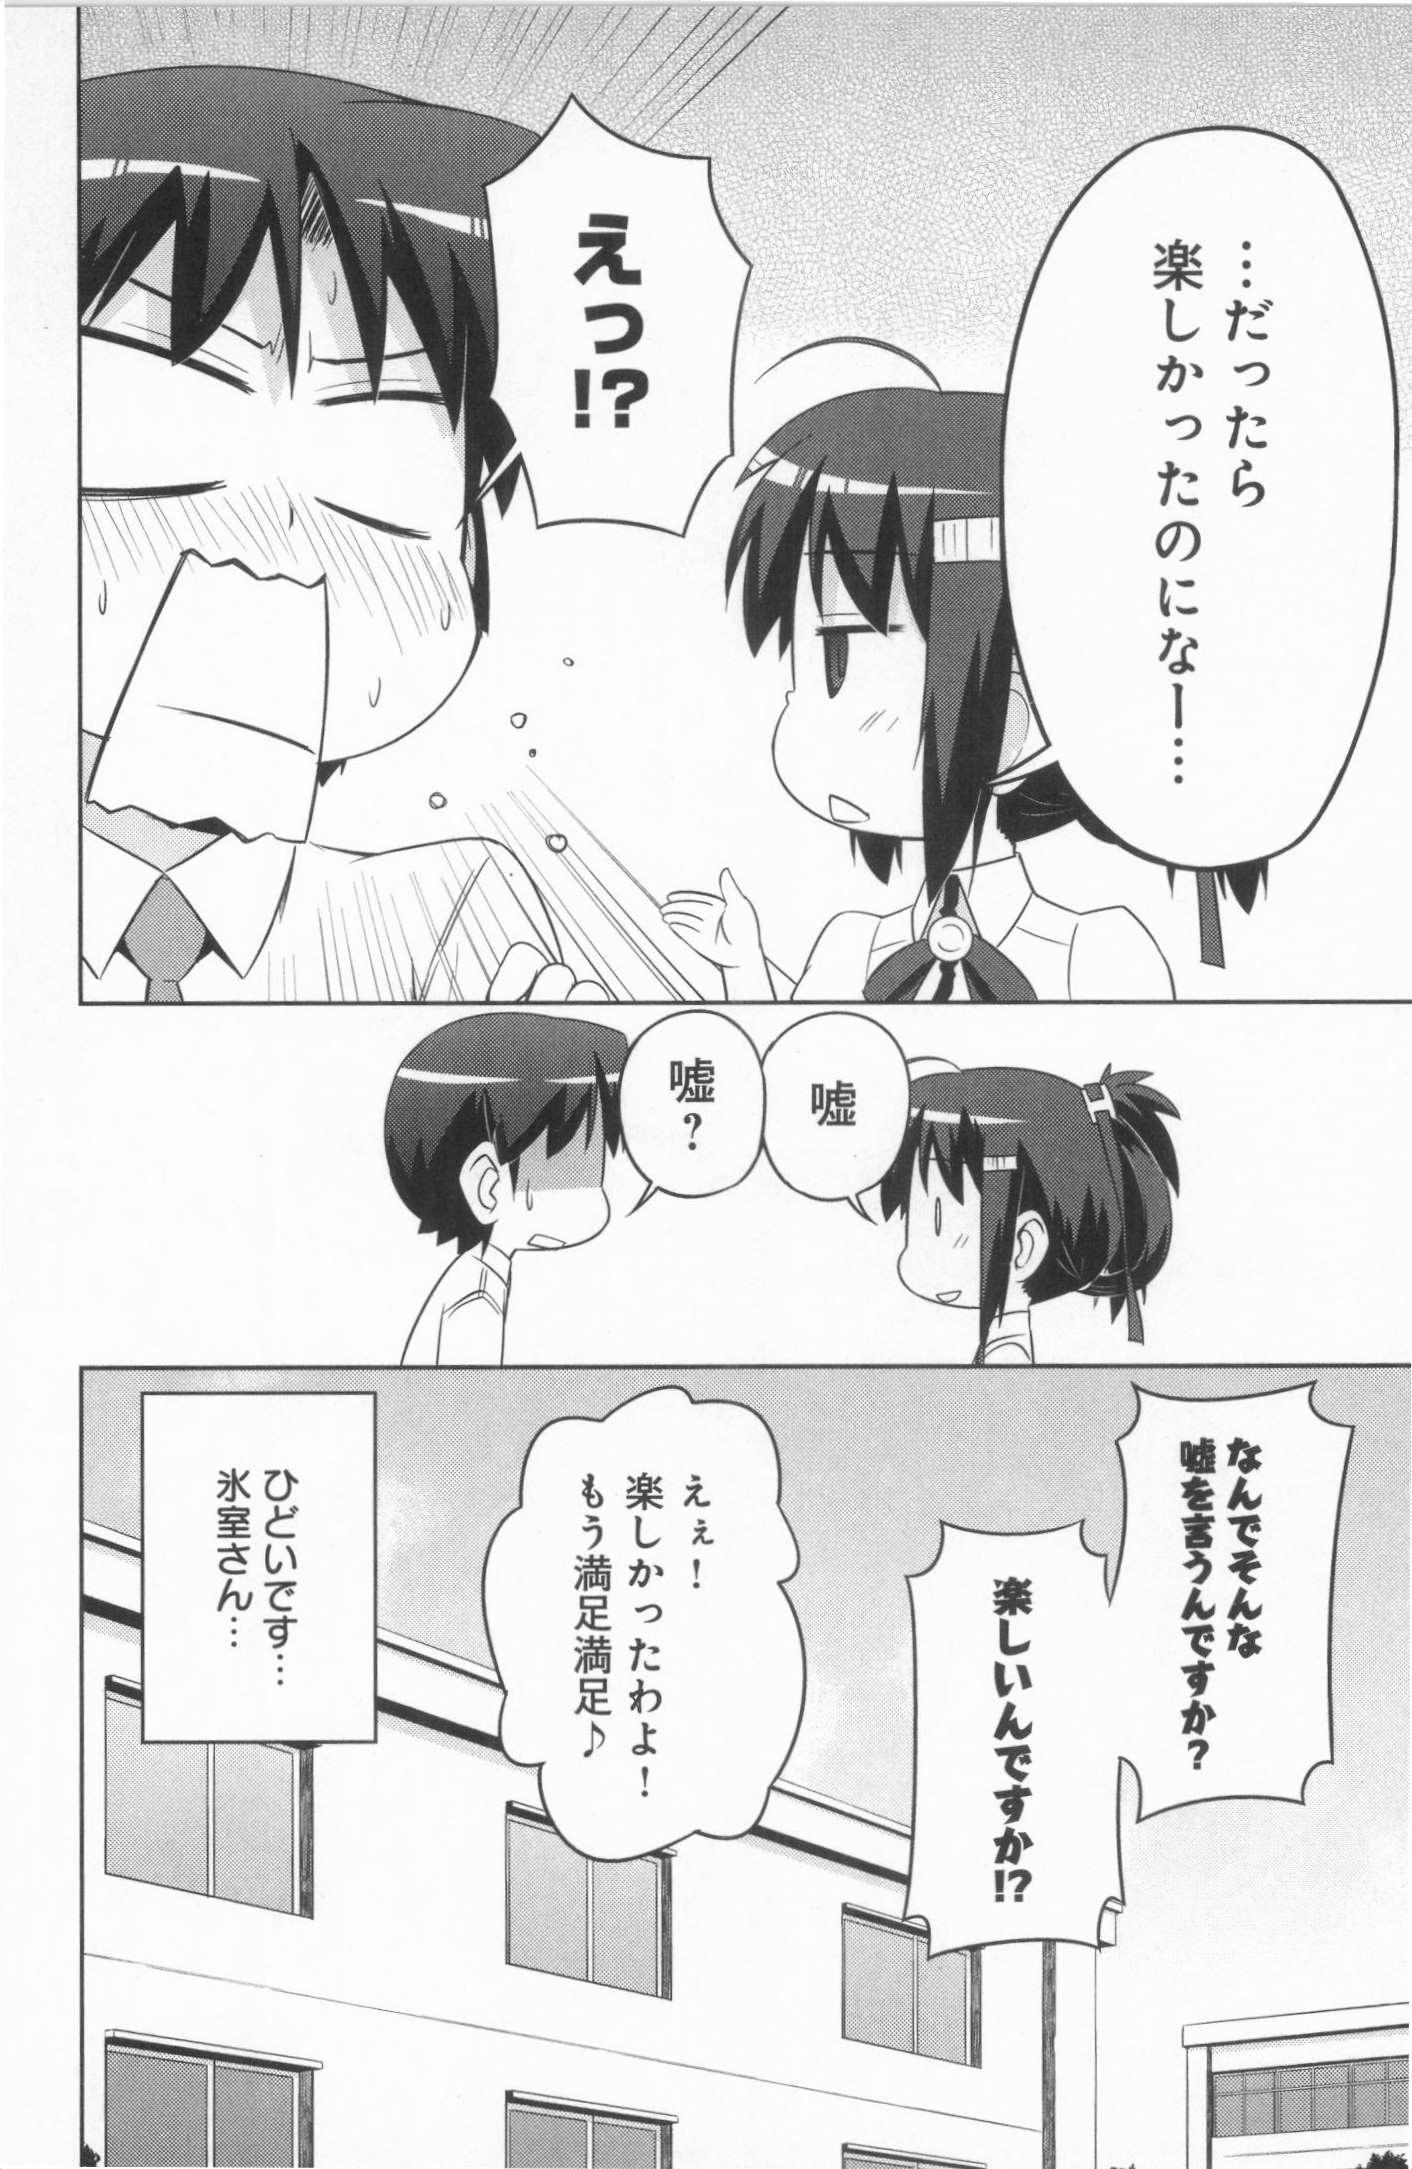 …だったら
楽しかったのになー…
えっ!?
嘘
嘘?
なんでそんな
嘘を言うんですか?
楽しいんですか!?
えぇ!
楽しかったわよ!
もう満足満足♪
ひどいです…
氷室さん…